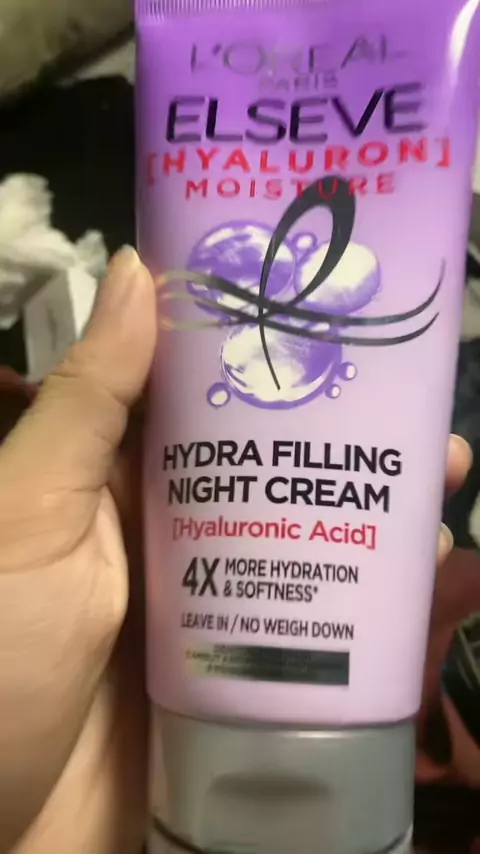 L'ORÉAL
PARIS
ELSEVE
[HYALURON]
MOISTURE
HYDRA FILLING
NIGHT CREAM
[Hyaluronic Acid]
4X MORE HYDRATION
& SOFTNESS*
LEAVE IN / NO WEIGH DOWN